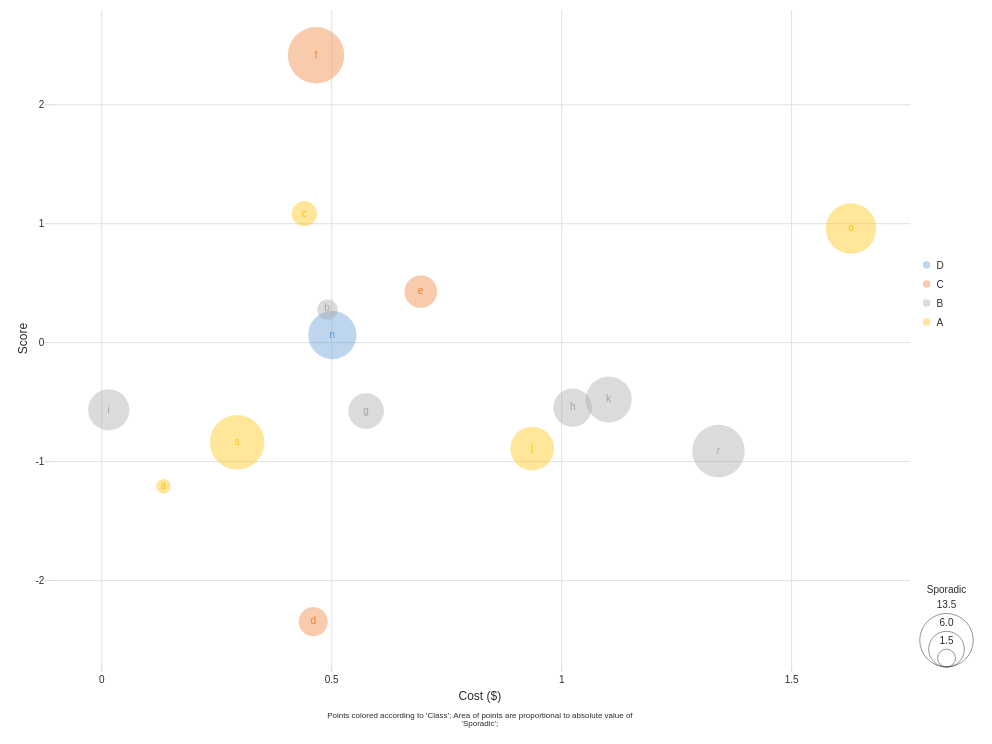 t
2
c
1
o
D
e
C
b
B
A
n
Score
0
k
h
i
g
s
j
r
-1
a
-2
Sporadic
13.5
d
6.0
1.5
0
0.5
1
1.5
Cost ($)
Points colored according to 'Class'; Area of points are proportional to absolute value of
'Sporadic';